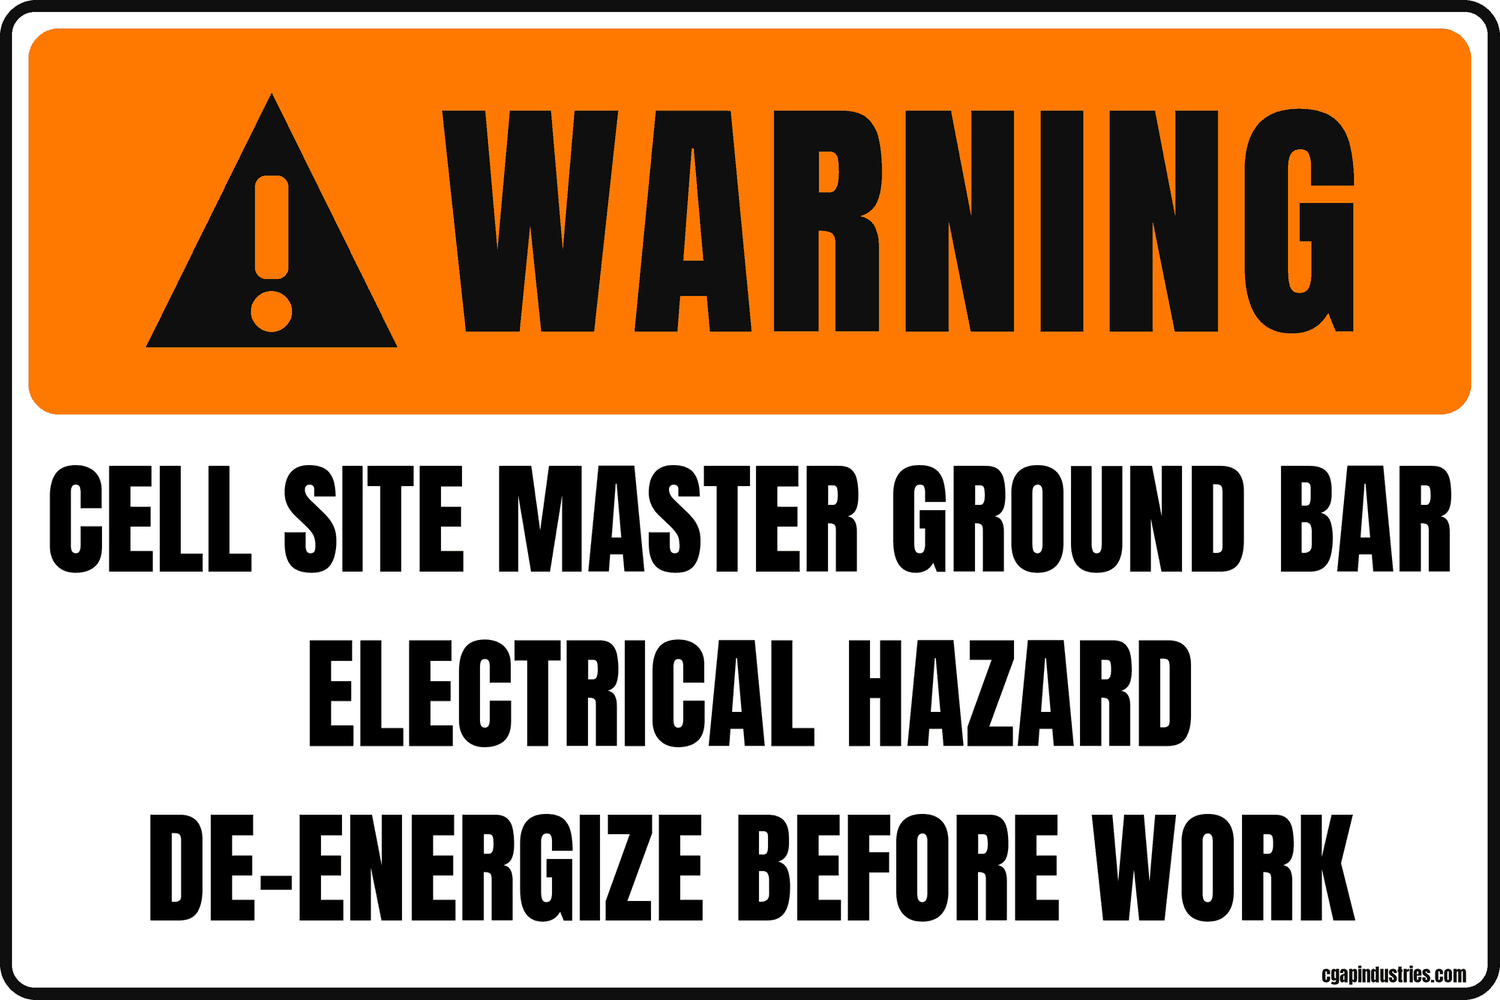 WARNING
CELL SITE MASTER GROUND BAR
ELECTRICAL HAZARD
DE-ENERGIZE BEFORE WORK
cgapindustries.com